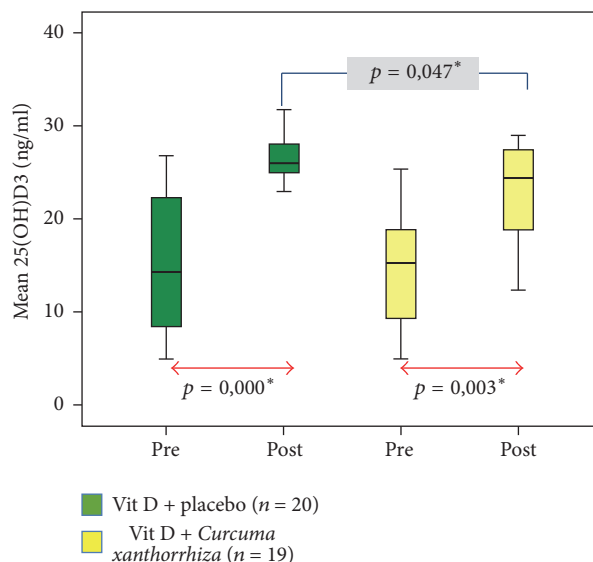 40
30
20
10
0
Mean 25(OH)D3 (ng/ml)
p = 0,047*
p = 0,000*
p = 0,003*
Pre
Post
Pre
Post
Vit D + placebo (n = 20)
Vit D + Curcuma
xanthorrhiza (n = 19)